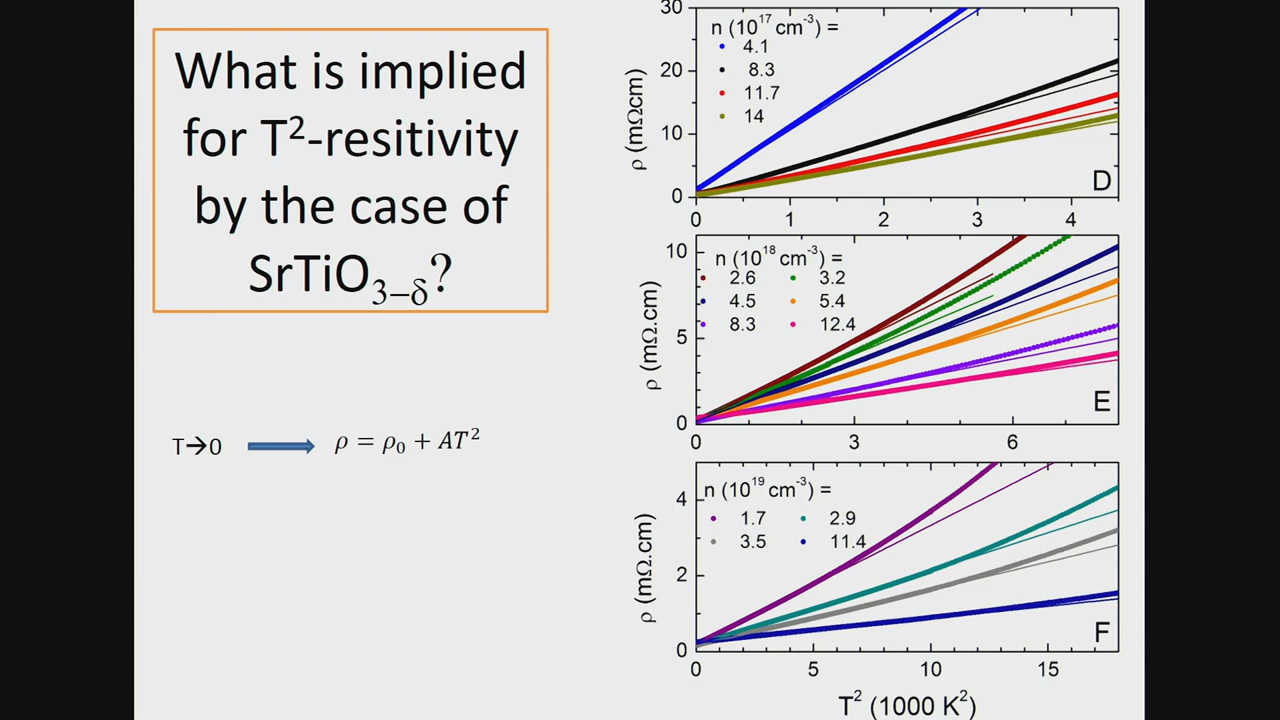 What is implied
for T²-resitivity
by the case of
SrTiO₃₋δ?
T→0
ρ = ρ₀ + AT²
30
20
10
0
ρ (mΩcm)
n (10¹⁷ cm⁻³) =
4.1
8.3
11.7
14
D
0 1 2 3 4
10
5
0
ρ (mΩ.cm)
n (10¹⁸ cm⁻³) =
2.6 3.2
4.5 5.4
8.3 12.4
E
0 3 6
4
2
0
ρ (mΩ.cm)
n (10¹⁹ cm⁻³) =
1.7 2.9
3.5 11.4
F
0 5 10 15
T² (1000 K²)